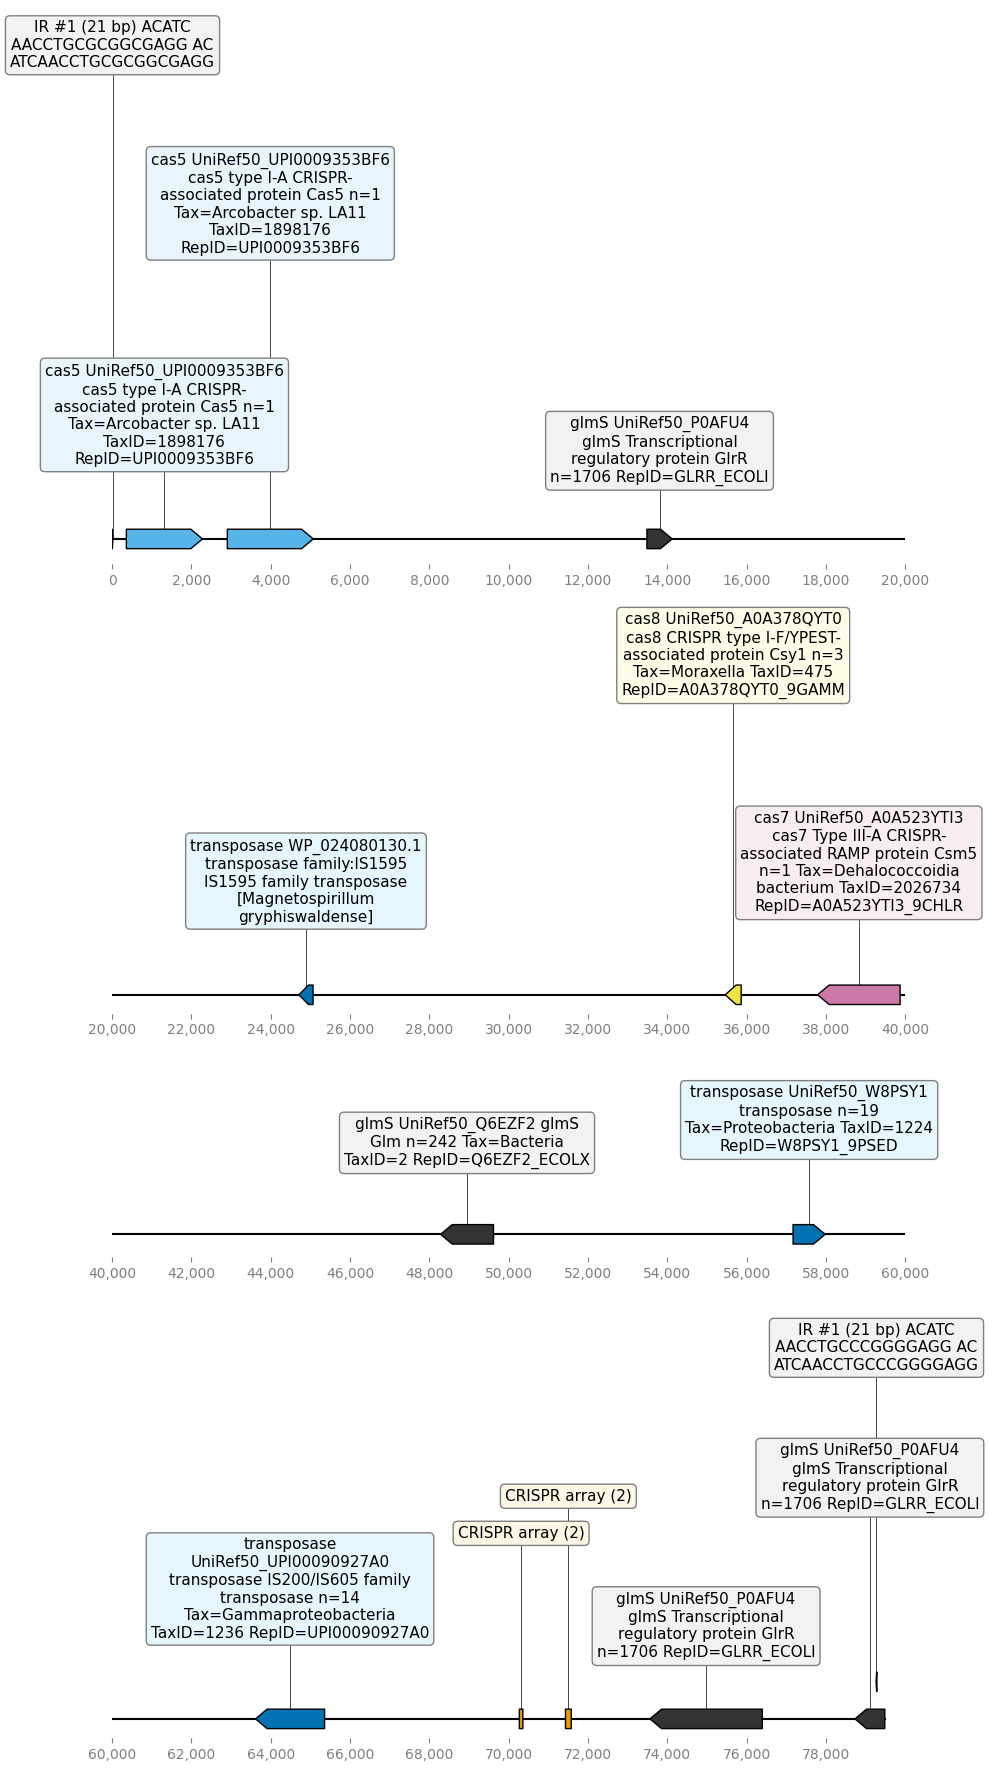 IR #1 (21 bp) ACATC
AACCTGCGCGGCGAGG AC
ATCAACCTGCGCGGCGAGG
cas5 UniRef50_UPI0009353BF6
cas5 type I-A CRISPR-
associated protein Cas5 n=1
Tax=Arcobacter sp. LA11
TaxID=1898176
RepID=UPI0009353BF6
cas5 UniRef50_UPI0009353BF6
cas5 type I-A CRISPR-
associated protein Cas5 n=1
Tax=Arcobacter sp. LA11
TaxID=1898176
RepID=UPI0009353BF6
glmS UniRef50_P0AFU4
glmS Transcriptional
regulatory protein GlrR
n=1706 RepID=GLRR_ECOLI
0 2,000 4,000 6,000 8,000 10,000 12,000 14,000 16,000 18,000 20,000
cas8 UniRef50_A0A378QYT0
cas8 CRISPR type I-F/YPEST-
associated protein Csy1 n=3
Tax=Moraxella TaxID=475
RepID=A0A378QYT0_9GAMM
cas7 UniRef50_A0A523YTI3
cas7 Type III-A CRISPR-
associated RAMP protein Csm5
n=1 Tax=Dehalococcoidia
bacterium TaxID=2026734
RepID=A0A523YTI3_9CHLR
transposase WP_024080130.1
transposase family:IS1595
IS1595 family transposase
[Magnetospirillum
gryphiswaldense]
20,000 22,000 24,000 26,000 28,000 30,000 32,000 34,000 36,000 38,000 40,000
transposase UniRef50_W8PSY1
transposase n=19
Tax=Proteobacteria TaxID=1224
RepID=W8PSY1_9PSED
glmS UniRef50_Q6EZF2 glmS
Glm n=242 Tax=Bacteria
TaxID=2 RepID=Q6EZF2_ECOLX
40,000 42,000 44,000 46,000 48,000 50,000 52,000 54,000 56,000 58,000 60,000
IR #1 (21 bp) ACATC
AACCTGCCCGGGGAGG AC
ATCAACCTGCCCGGGGAGG
glmS UniRef50_P0AFU4
glmS Transcriptional
regulatory protein GlrR
n=1706 RepID=GLRR_ECOLI
CRISPR array (2)
CRISPR array (2)
transposase
UniRef50_UPI00090927A0
transposase IS200/IS605 family
transposase n=14
Tax=Gammaproteobacteria
TaxID=1236 RepID=UPI00090927A0
glmS UniRef50_P0AFU4
glmS Transcriptional
regulatory protein GlrR
n=1706 RepID=GLRR_ECOLI
60,000 62,000 64,000 66,000 68,000 70,000 72,000 74,000 76,000 78,000